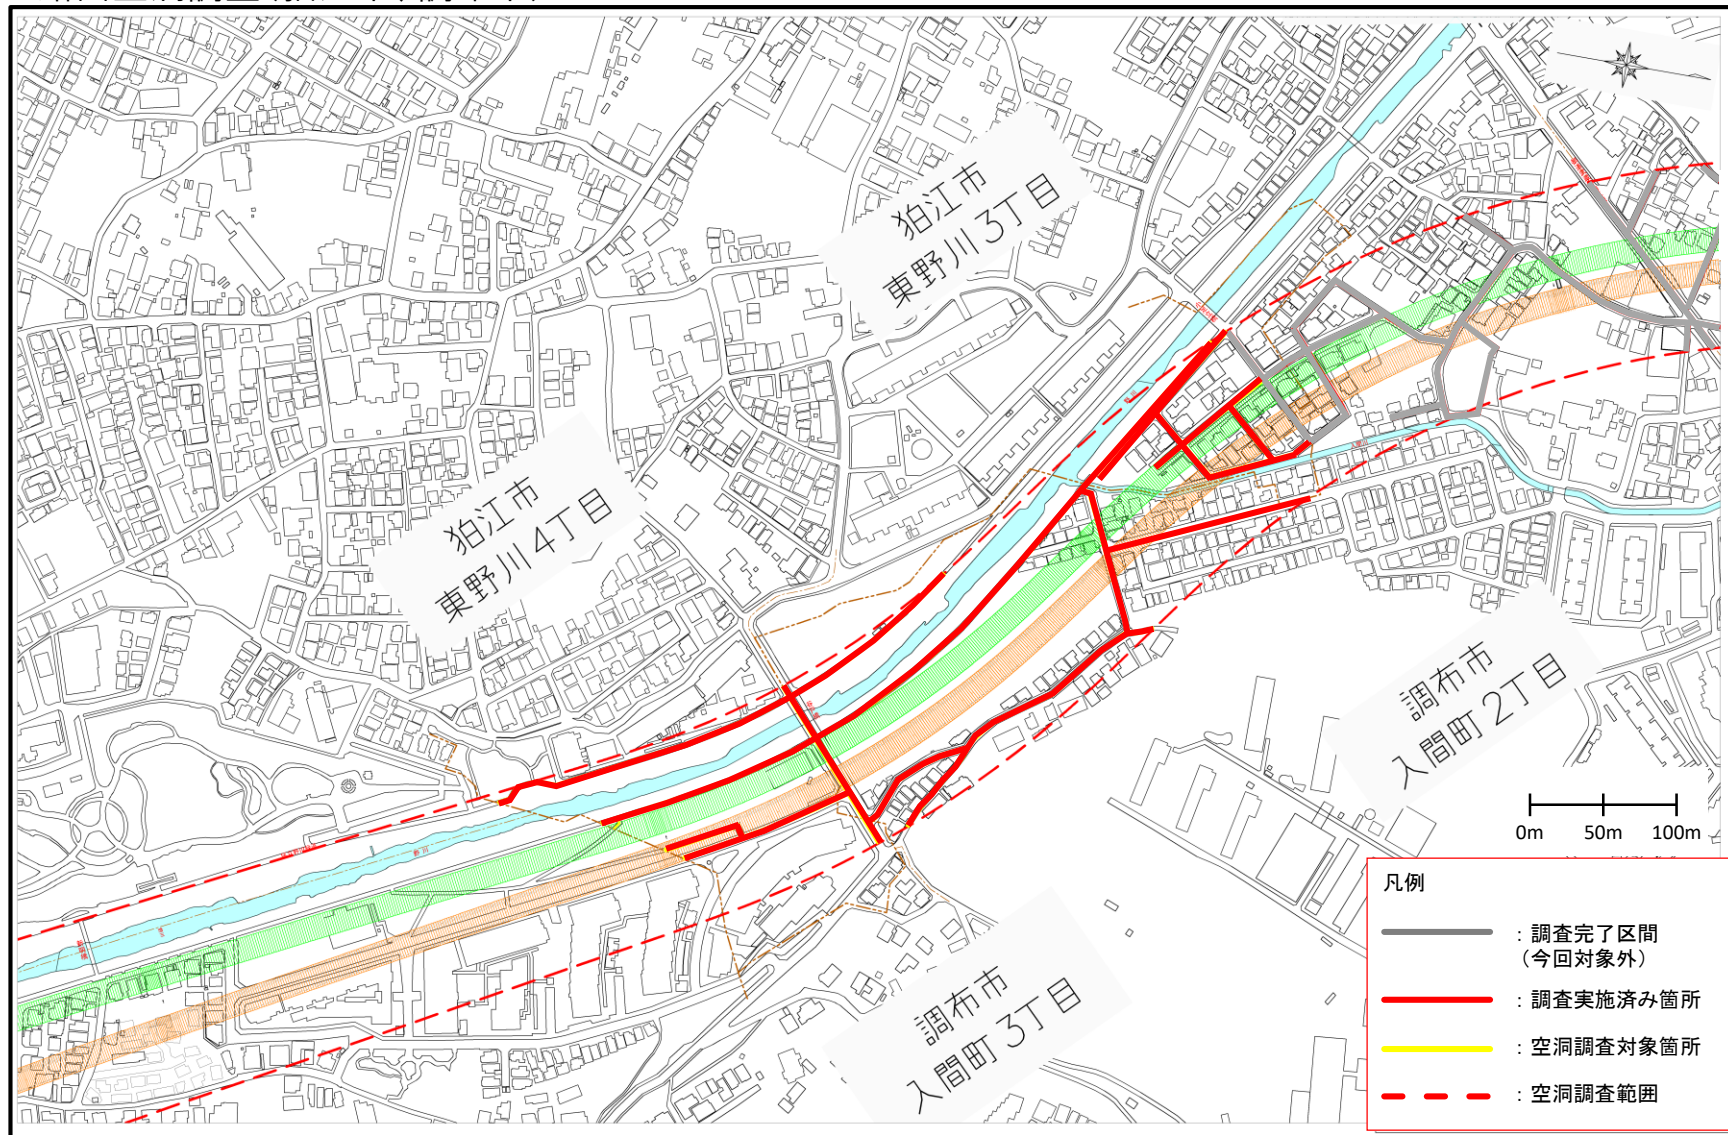 狛江市
東野川3丁目
狛江市
東野川4丁目
調布市
入間町2丁目
調布市
入間町3丁目
0m 50m 100m
凡例
：調査完了区間
（今回対象外）
：調査実施済み箇所
：空洞調査対象箇所
：空洞調査範囲